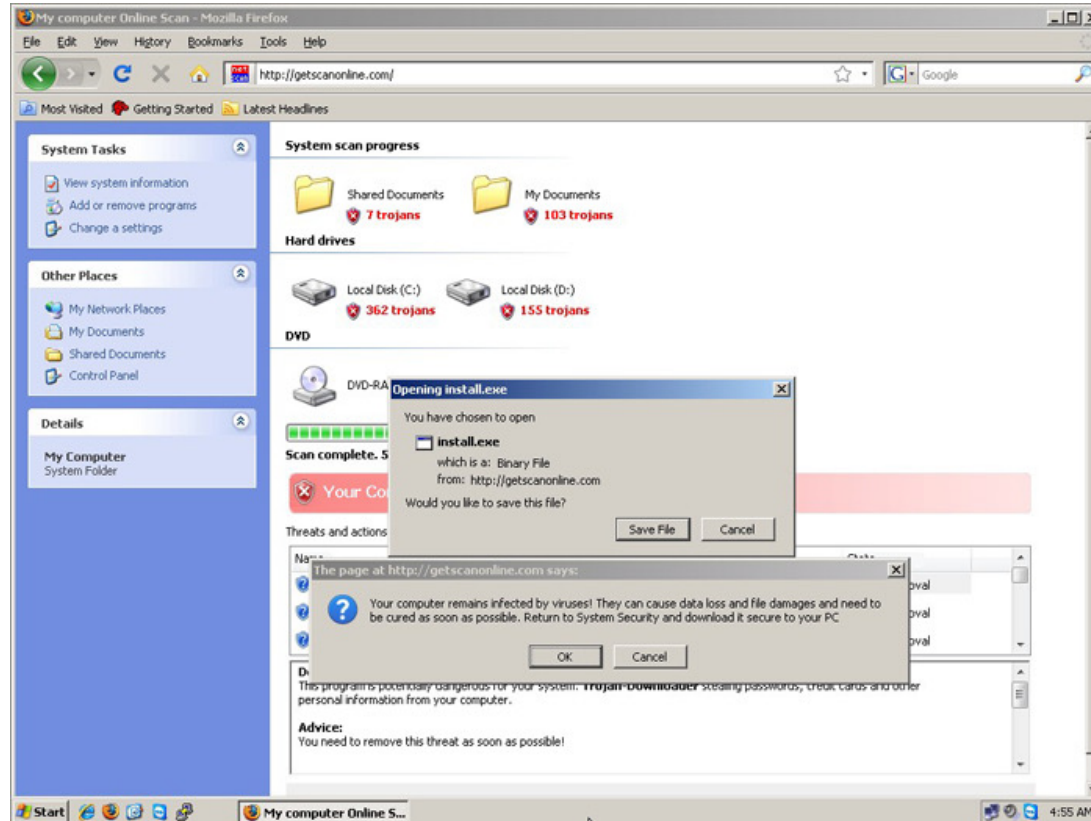 My computer Online Scan - Mozilla Firefox
File Edit View History Bookmarks Tools Help
http://getscanonline.com/
Google
Most Visited Getting Started Latest Headlines
System Tasks
View system information
Add or remove programs
Change a settings
Other Places
My Network Places
My Documents
Shared Documents
Control Panel
Details
My Computer
System Folder
System scan progress
Shared Documents
7 trojans
My Documents
103 trojans
Hard drives
Local Disk (C:)
362 trojans
Local Disk (D:)
155 trojans
DVD
DVD-RA
Scan complete. 5
Your Co
Threats and actions
Opening install.exe
You have chosen to open
install.exe
which is a: Binary File
from: http://getscanonline.com
Would you like to save this file?
Save File Cancel
The page at http://getscanonline.com says:
Your computer remains infected by viruses! They can cause data loss and file damages and need to
be cured as soon as possible. Return to System Security and download it secure to your PC
OK Cancel
oval
oval
oval
This program is potentially dangerous for your system. Trojan-Downloader stealing passwords, credit cards and other
personal information from your computer.
Advice:
You need to remove this threat as soon as possible!
Start
My computer Online S...
4:55 AM